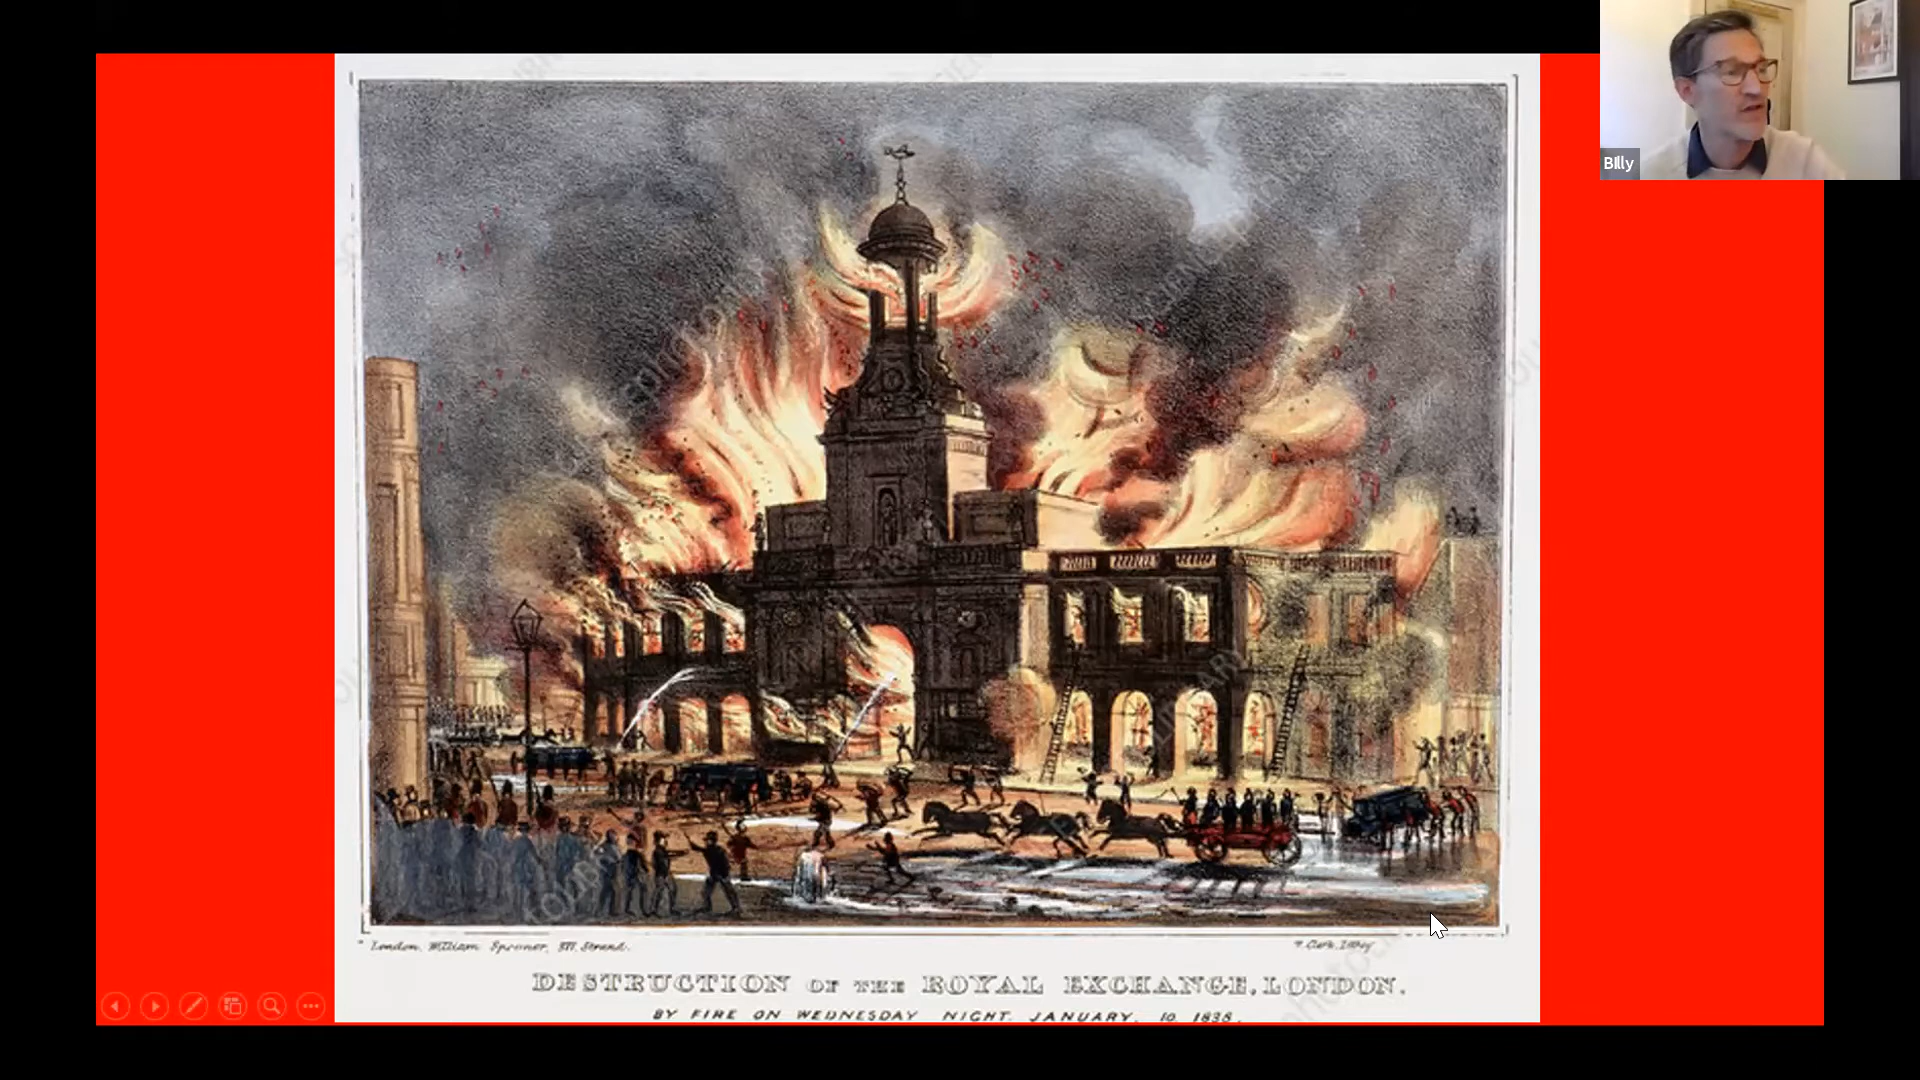 BIlly
London, William Spooner, 377, Strand.
T. Clerk, Lithog
DESTRUCTION OF THE ROYAL EXCHANGE, LONDON.
BY FIRE ON WEDNESDAY NIGHT, JANUARY, 10, 1838.